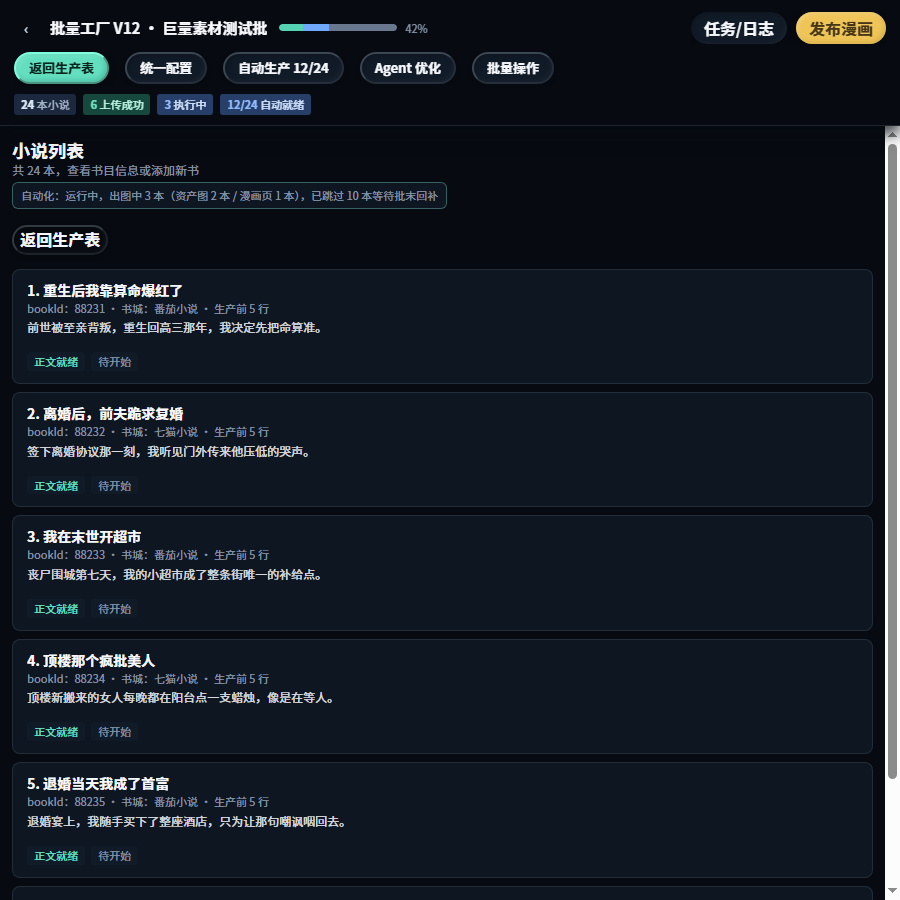 ‹ 批量工厂 V12 • 巨量素材测试批 42% 任务/日志 发布漫画
返回生产表 统一配置 自动生产 12/24 Agent 优化 批量操作
24 本小说 6 上传成功 3 执行中 12/24 自动就绪
小说列表
共 24 本，查看书目信息或添加新书
自动化：运行中，出图中 3 本（资产图 2 本 / 漫画页 1 本），已跳过 10 本等待批末回补
返回生产表
1. 重生后我靠算命爆红了
bookId：88231 · 书城：番茄小说 · 生产前 5 行
前世被至亲背叛，重生回高三那年，我决定先把命算准。
正文就绪 待开始
2. 离婚后，前夫跪求复婚
bookId：88232 · 书城：七猫小说 · 生产前 5 行
签下离婚协议那一刻，我听见门外传来他压低的哭声。
正文就绪 待开始
3. 我在末世开超市
bookId：88233 · 书城：番茄小说 · 生产前 5 行
丧尸围城第七天，我的小超市成了整条街唯一的补给点。
正文就绪 待开始
4. 顶楼那个疯批美人
bookId：88234 · 书城：七猫小说 · 生产前 5 行
顶楼新搬来的女人每晚都在阳台点一支蜡烛，像是在等人。
正文就绪 待开始
5. 退婚当天我成了首富
bookId：88235 · 书城：番茄小说 · 生产前 5 行
退婚宴上，我随手买下了整座酒店，只为让那句嘲讽咽回去。
正文就绪 待开始